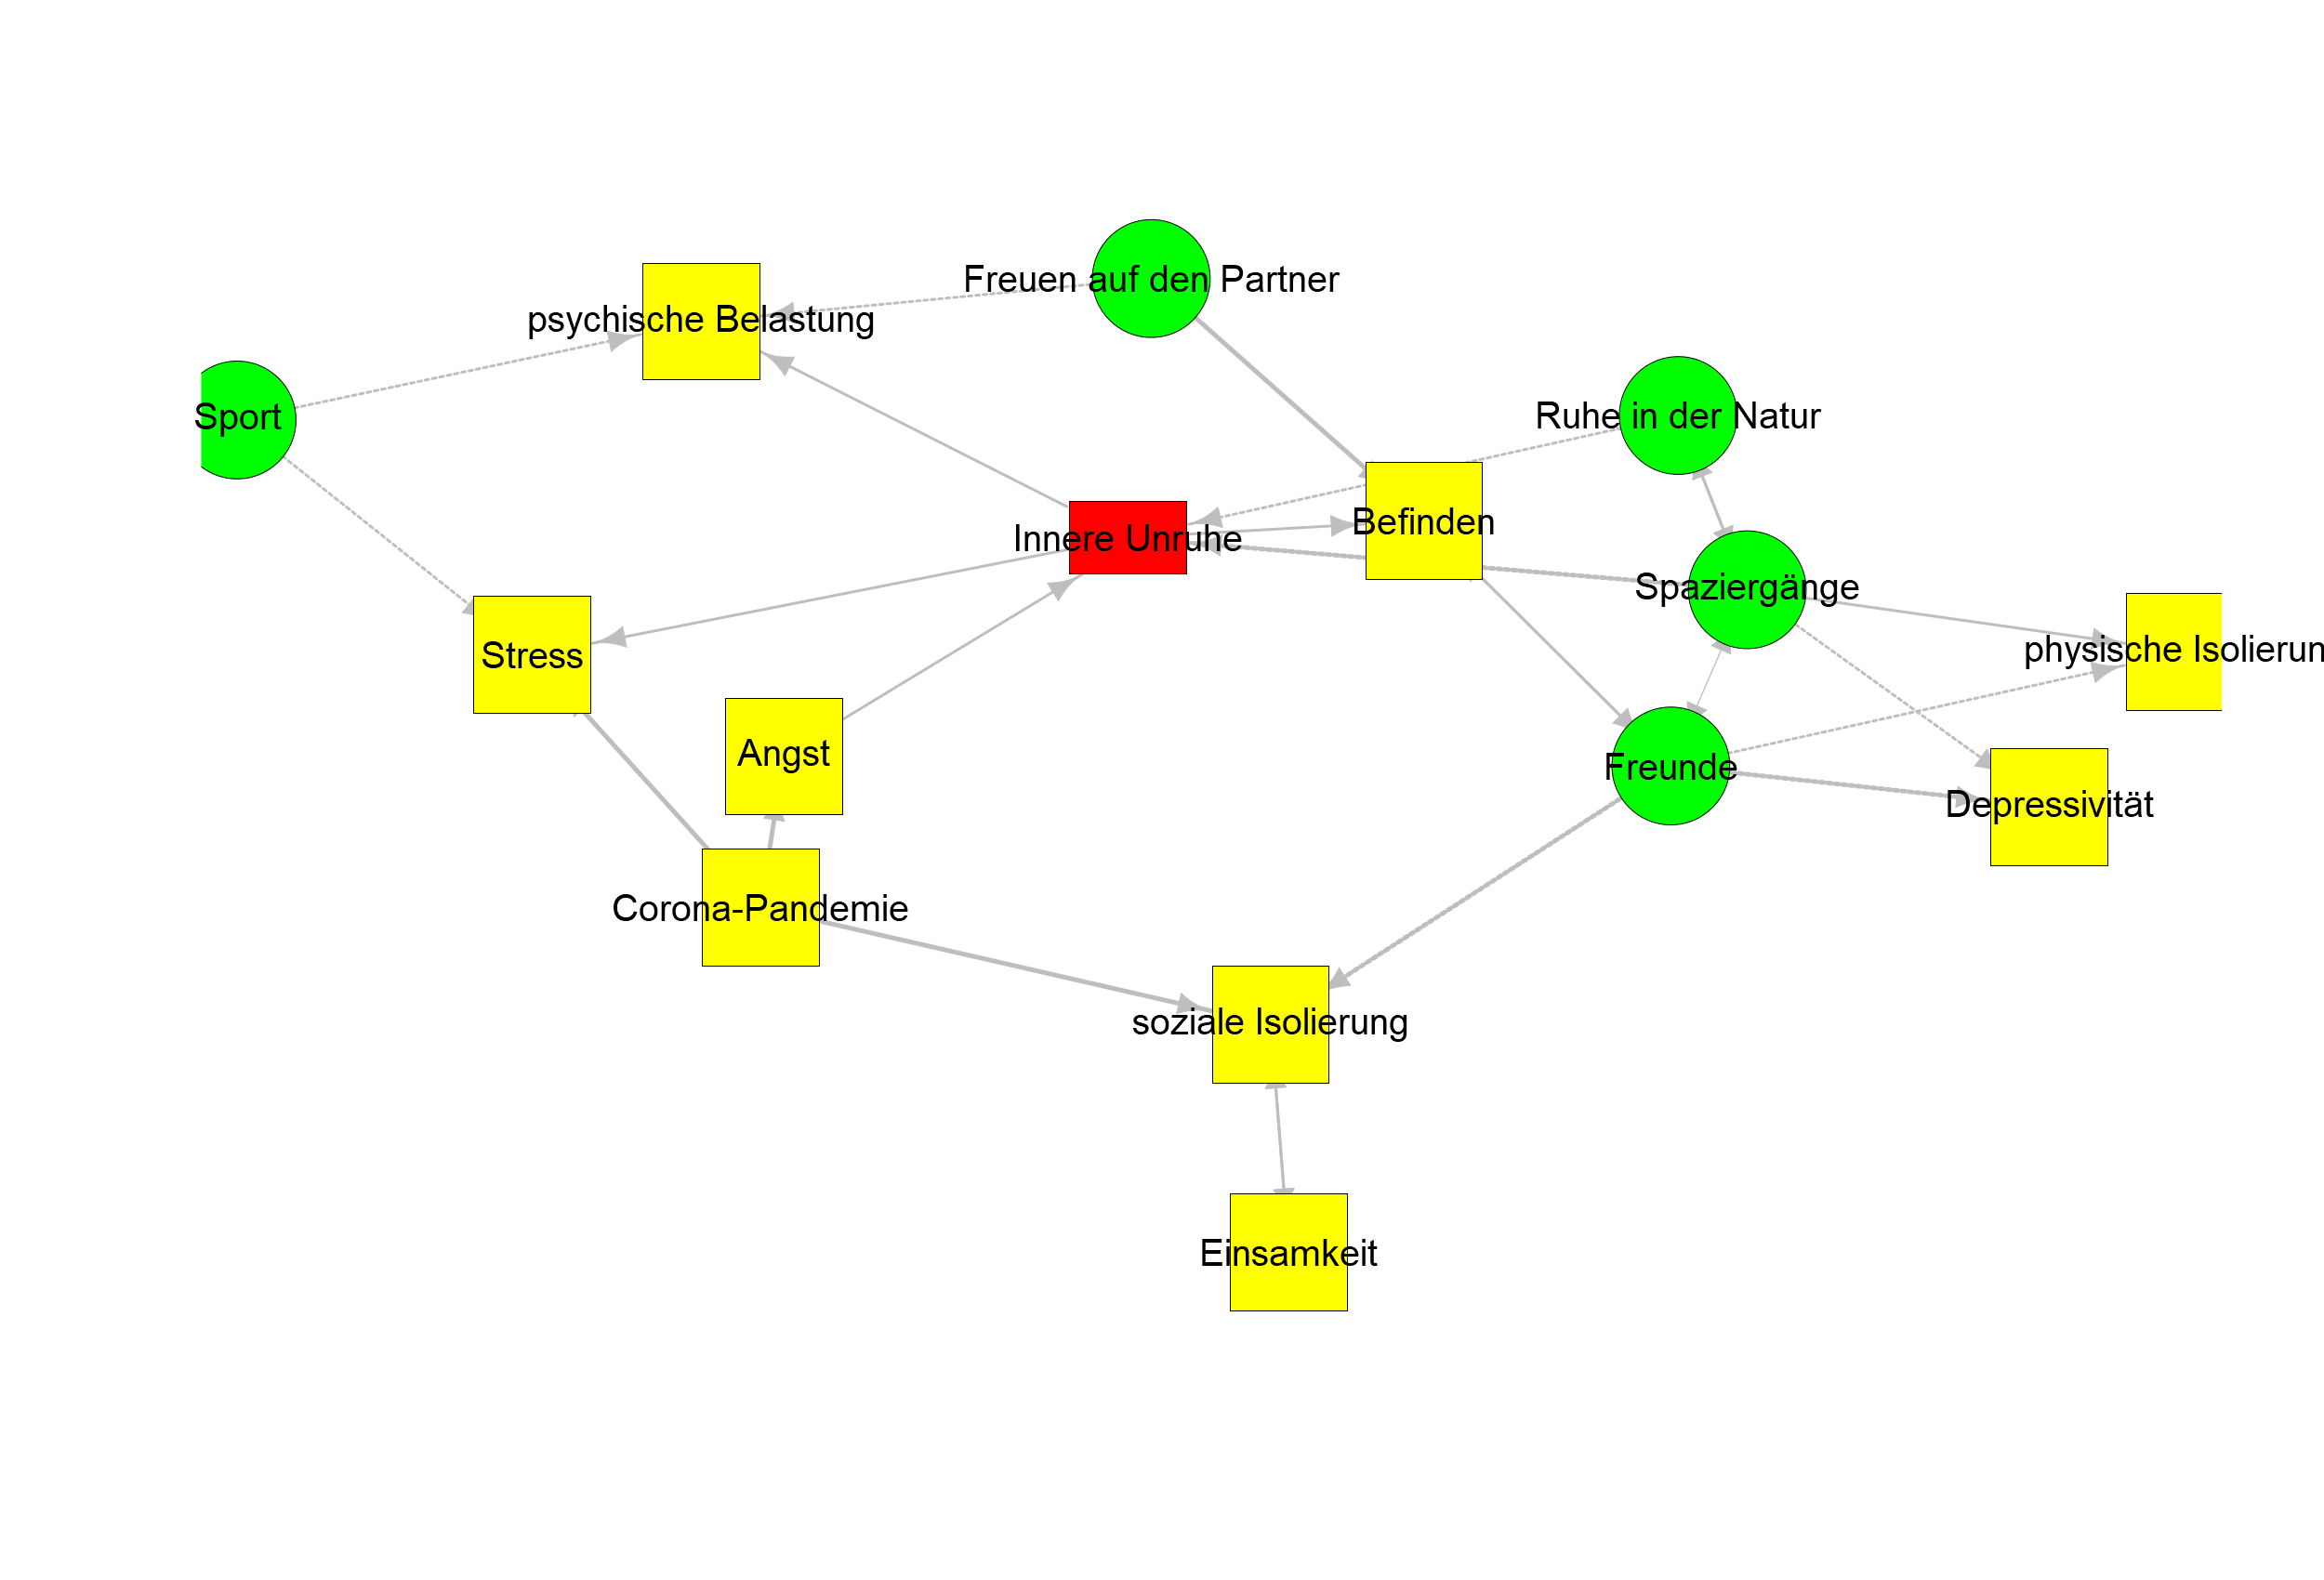 Freuen auf den Partner
psychische Belastung
Sport
Ruhe in der Natur
Befinden
Innere Unruhe
Spaziergänge
physische Isolierun
Stress
Angst
Freunde
Depressivität
Corona-Pandemie
soziale Isolierung
Einsamkeit